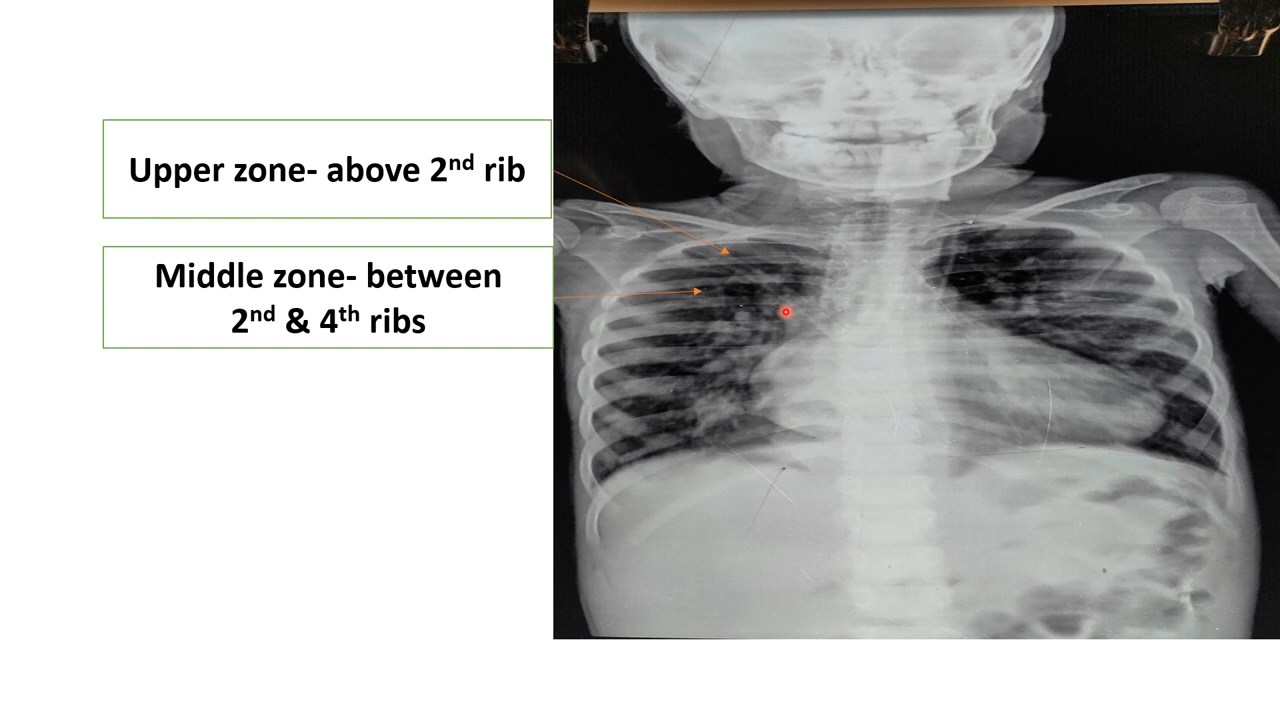 Upper zone- above 2nd rib
Middle zone- between
2nd & 4th ribs